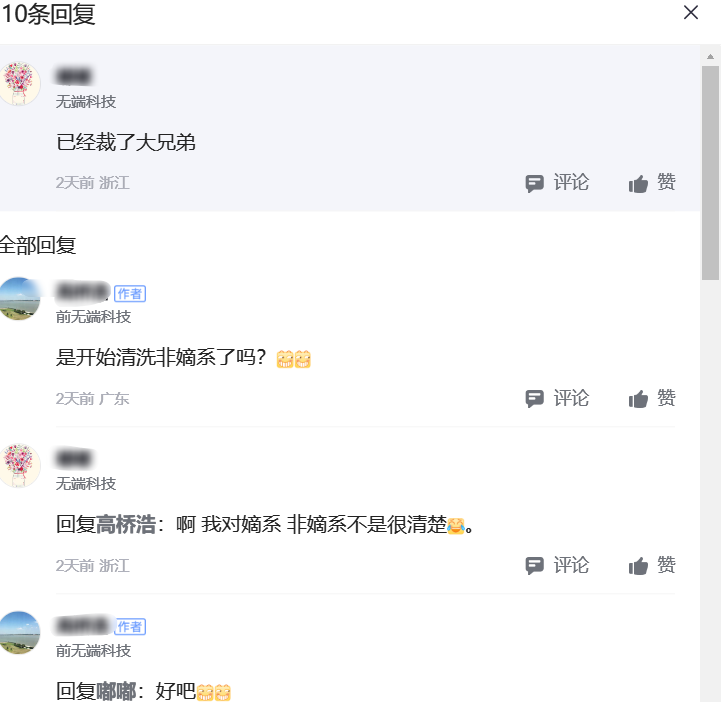 10条回复
无端科技
已经裁了大兄弟
2天前 浙江
评论
赞
全部回复
作者
前无端科技
是开始清洗非嫡系了吗？
2天前 广东
评论
赞
无端科技
回复高桥浩：啊 我对嫡系 非嫡系不是很清楚。
2天前 浙江
评论
赞
作者
前无端科技
回复嘟嘟：好吧